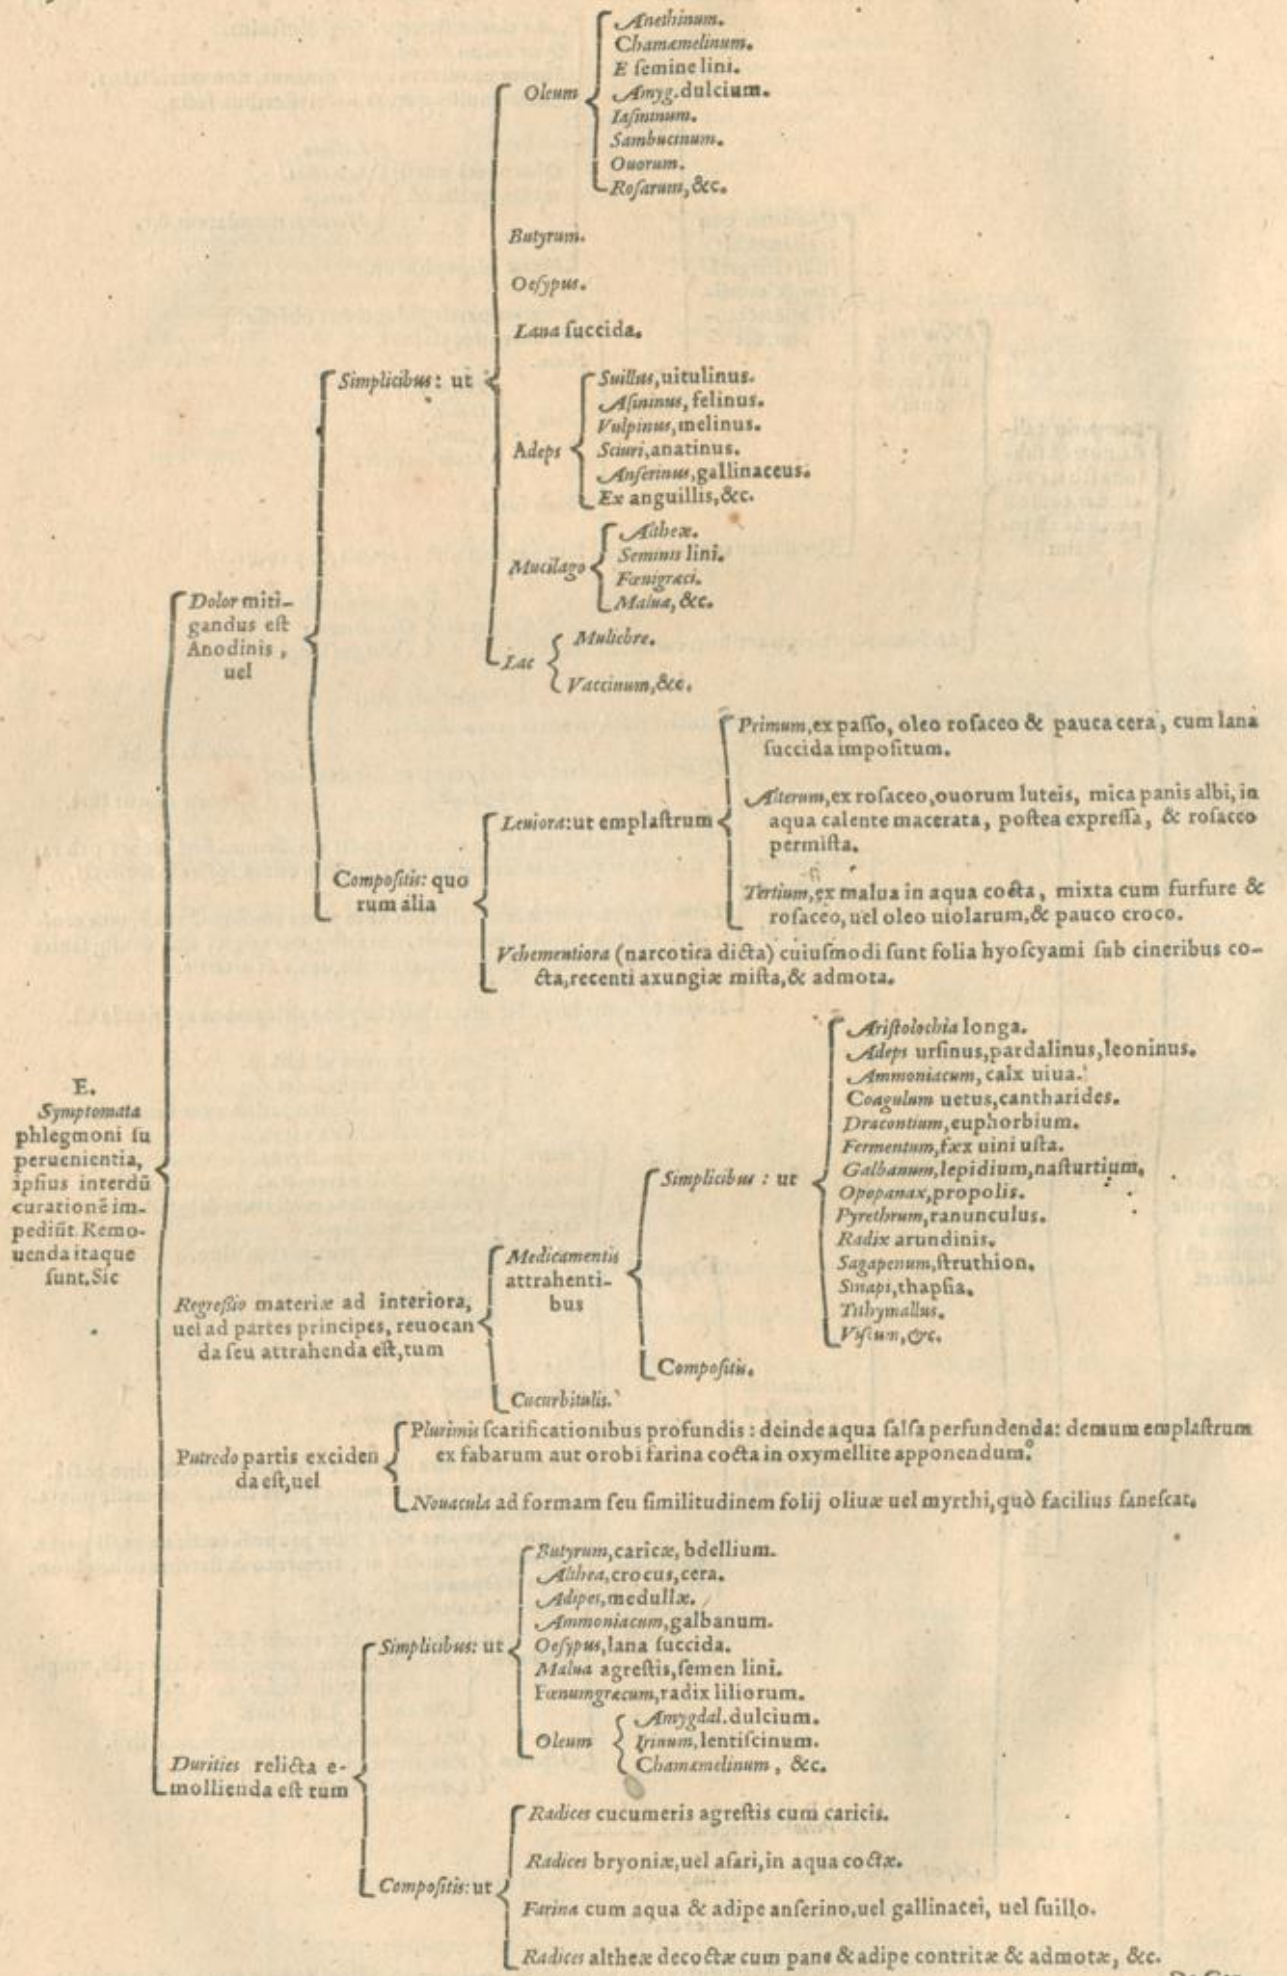 Anethinum.
Chamæmelinum.
E ſemine lini.
Oleum
Amyg. dulcium.
Iaſminum.
Sambucinum.
Ouorum.
Roſarum, &c.
Butyrum.
Oeſypus.
Lana ſuccida.
Simplicibus: ut
Suillus, uitulinus.
Aſininus, felinus.
Vulpinus, melinus.
Adeps
Sciuri, anatinus.
Anſerinus, gallinaceus.
Ex anguillis, &c.
Altheæ.
Mucilago
Seminis lini.
Fœnigræci.
Maluæ, &c.
Dolor miti-
gandus eſt
Anodinis,
uel
Lac
Muliebre.
Vaccinum, &c.
Primum, ex paſſo, oleo roſaceo & pauca cera, cum lana
ſuccida impoſitum.
Leuiora: ut emplaſtrum
Alterum, ex roſaceo, ouorum luteis, mica panis albi, in
aqua calente macerata, poſtea expreſſa, & roſaceo
permiſta.
Compoſitis: quo
rum alia
Tertium, ex malua in aqua cocta, mixta cum furfure &
roſaceo, uel oleo uiolarum, & pauco croco.
Vehementiora (narcotica dicta) cuiuſmodi ſunt folia hyoſcyami ſub cineribus co-
cta, recenti axungiæ miſta, & admota.
E.
Symptomata
phlegmoni ſu
peruenientia,
ipſius interdū
curationē im-
pediūt. Remo-
uenda itaque
ſunt. Sic
Ariſtolochia longa.
Adeps urſinus, pardalinus, leoninus.
Ammoniacum, calx uiua.
Coagulum uetus, cantharides.
Dracontium, euphorbium.
Fermentum, fæx uini uſta.
Simplicibus: ut
Galbanum, lepidium, naſturtium.
Opopanax, propolis.
Pyrethrum, ranunculus.
Radix arundinis.
Sagapenum, ſtruthion.
Sinapi, thapſia.
Tithymallus.
Viſcum, &c.
Medicamentis
attrahenti-
bus
Regreſsio materiæ ad interiora,
uel ad partes principes, reuocan
da ſeu attrahenda eſt, tum
Compoſitis.
Cucurbitulis.
Putredo partis exciden
da eſt, uel
Plurimis ſcarificationibus profundis: deinde aqua ſalſa perfundenda: demum emplaſtrum
ex fabarum aut orobi farina cocta in oxymellite apponendum.
Nouacula ad formam ſeu ſimilitudinem folij oliuæ uel myrthi, quò facilius ſaneſcat.
Butyrum, caricæ, bdellium.
Althea, crocus, cera.
Adipes, medullæ.
Ammoniacum, galbanum.
Simplicibus: ut
Oeſypus, lana ſuccida.
Malua agreſtis, ſemen lini.
Fœnumgræcum, radix liliorum.
Oleum
Amygdal. dulcium.
Irinum, lentiſcinum.
Chamæmelinum, &c.
Durities relicta e-
mollienda eſt tum
Radices cucumeris agreſtis cum caricis.
Radices bryoniæ, uel aſari, in aqua coctæ.
Compoſitis: ut
Farina cum aqua & adipe anſerino, uel gallinacei, uel ſuillo.
Radices altheæ decoctæ cum pane & adipe contritæ & admotæ, &c.